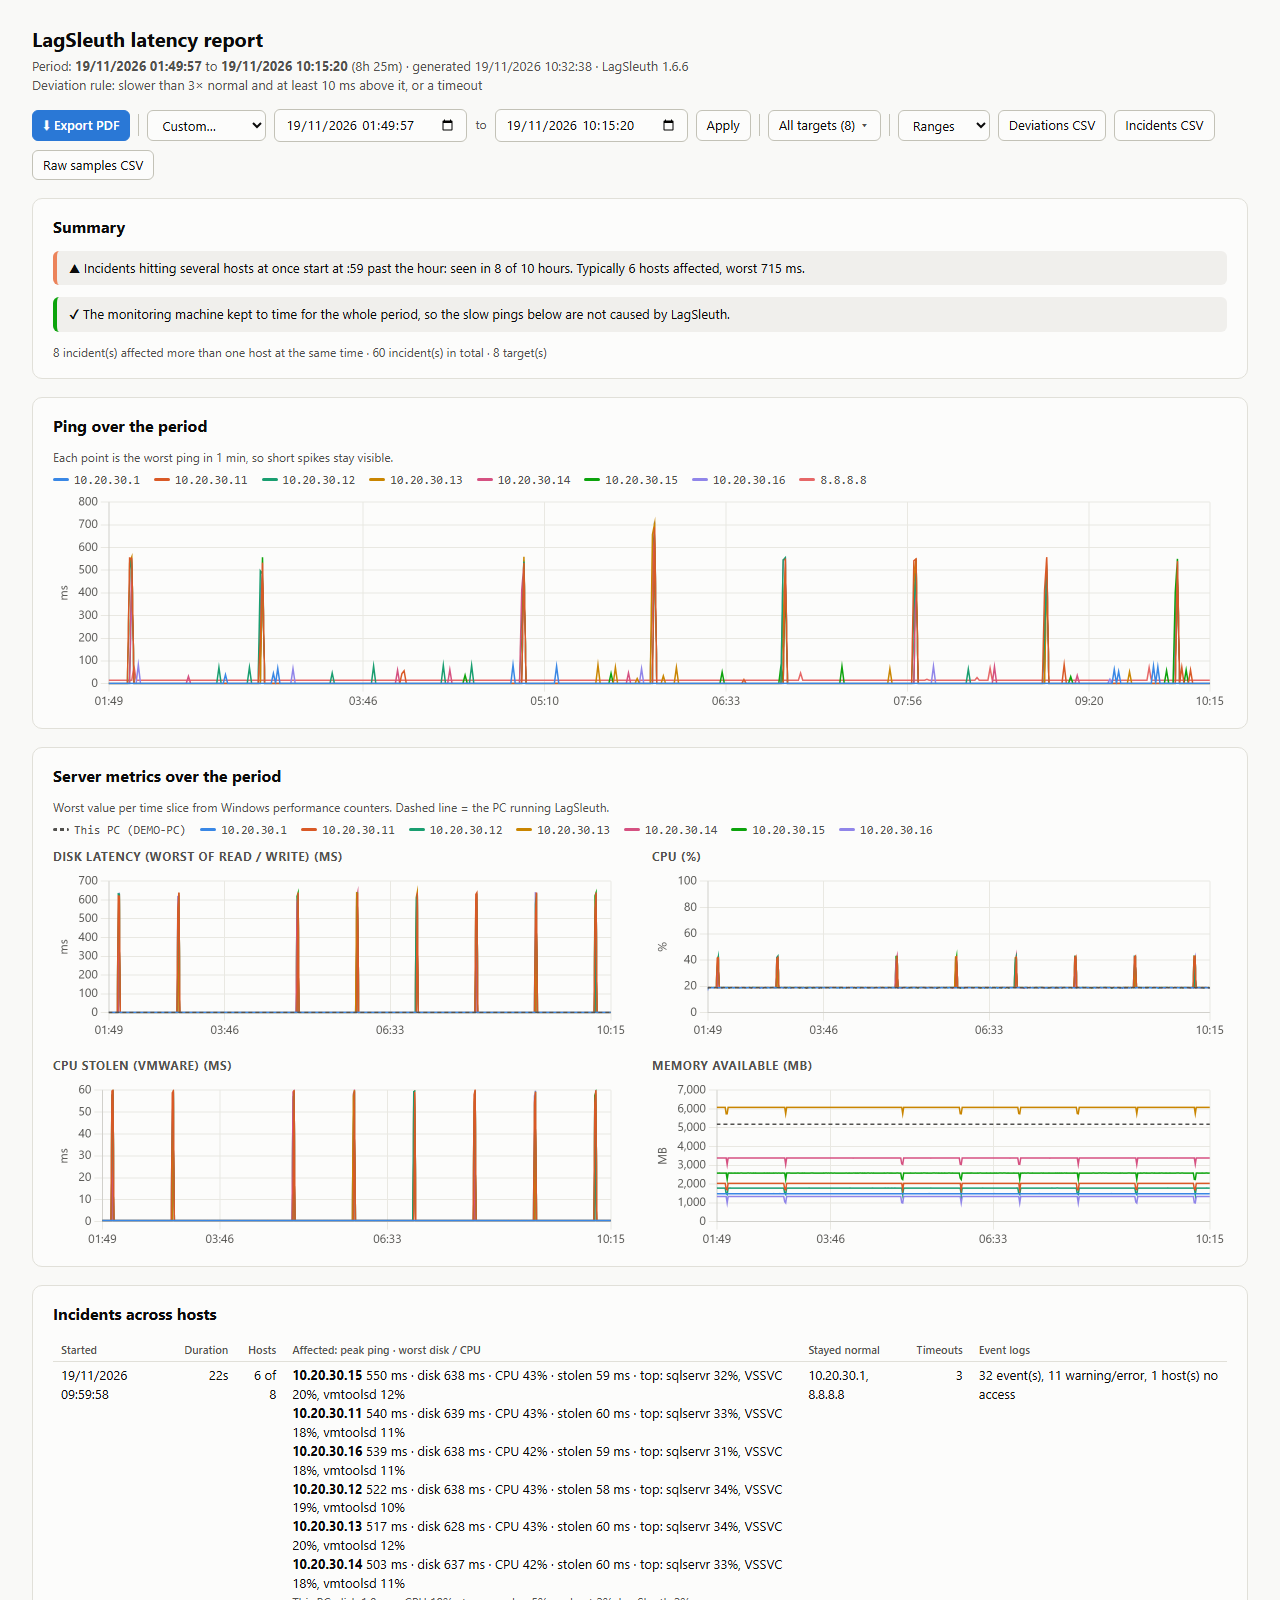 LagSleuth latency report
Period: 19/11/2026 01:49:57 to 19/11/2026 10:15:20 (8h 25m) · generated 19/11/2026 10:32:38 · LagSleuth 1.6.6
Deviation rule: slower than 3× normal and at least 10 ms above it, or a timeout
⬇ Export PDF Custom... 19/11/2026 01:49:57 to 19/11/2026 10:15:20 Apply All targets (8) Ranges Deviations CSV Incidents CSV
Raw samples CSV
Summary
▲ Incidents hitting several hosts at once start at :59 past the hour: seen in 8 of 10 hours. Typically 6 hosts affected, worst 715 ms.
✓ The monitoring machine kept to time for the whole period, so the slow pings below are not caused by LagSleuth.
8 incident(s) affected more than one host at the same time · 60 incident(s) in total · 8 target(s)
Ping over the period
Each point is the worst ping in 1 min, so short spikes stay visible.
10.20.30.1 10.20.30.11 10.20.30.12 10.20.30.13 10.20.30.14 10.20.30.15 10.20.30.16 8.8.8.8
800
700
600
500
400
300
200
100
0
ms
01:49 03:46 05:10 06:33 07:56 09:20 10:15
Server metrics over the period
Worst value per time slice from Windows performance counters. Dashed line = the PC running LagSleuth.
This PC (DEMO-PC) 10.20.30.1 10.20.30.11 10.20.30.12 10.20.30.13 10.20.30.14 10.20.30.15 10.20.30.16
DISK LATENCY (WORST OF READ / WRITE) (MS)
700
600
500
400
300
200
100
0
ms
01:49 03:46 06:33 10:15
CPU (%)
100
80
60
40
20
0
%
01:49 03:46 06:33 10:15
CPU STOLEN (VMWARE) (MS)
60
50
40
30
20
10
0
ms
01:49 03:46 06:33 10:15
MEMORY AVAILABLE (MB)
7,000
6,000
5,000
4,000
3,000
2,000
1,000
0
MB
01:49 03:46 06:33 10:15
Incidents across hosts
Started Duration Hosts Affected: peak ping · worst disk / CPU Stayed normal Timeouts Event logs
19/11/2026 22s 6 of 10.20.30.15 550 ms · disk 638 ms · CPU 43% · stolen 59 ms · top: sqlservr 32%, VSSVC 10.20.30.1, 3 32 event(s), 11 warning/error, 1 host(s) no
09:59:58 8 20%, vmtoolsd 12% 8.8.8.8 access
10.20.30.11 540 ms · disk 639 ms · CPU 43% · stolen 60 ms · top: sqlservr 33%, VSSVC
18%, vmtoolsd 11%
10.20.30.16 539 ms · disk 638 ms · CPU 42% · stolen 59 ms · top: sqlservr 31%, VSSVC
18%, vmtoolsd 11%
10.20.30.12 522 ms · disk 638 ms · CPU 43% · stolen 58 ms · top: sqlservr 34%, VSSVC
19%, vmtoolsd 10%
10.20.30.13 517 ms · disk 628 ms · CPU 43% · stolen 60 ms · top: sqlservr 34%, VSSVC
20%, vmtoolsd 12%
10.20.30.14 503 ms · disk 637 ms · CPU 42% · stolen 60 ms · top: sqlservr 33%, VSSVC
18%, vmtoolsd 11%